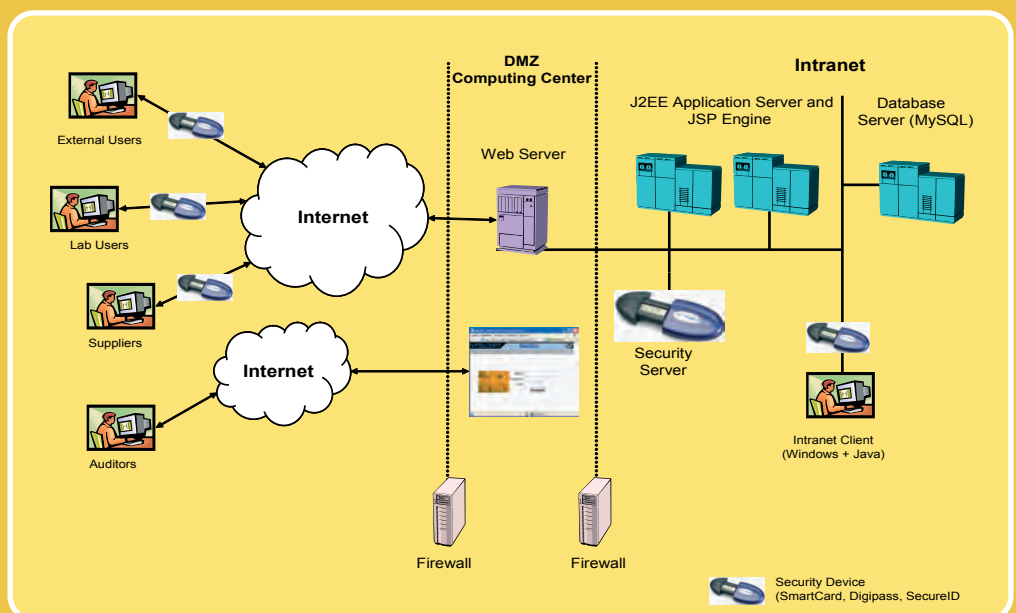 DMZ
Computing Center
Intranet
J2EE Application Server and
JSP Engine
Database
Server (MySQL)
External Users
Web Server
Internet
Lab Users
Suppliers
Security
Server
Internet
Auditors
Intranet Client
(Windows + Java)
Firewall
Firewall
Security Device
(SmartCard, Digipass, SecureID